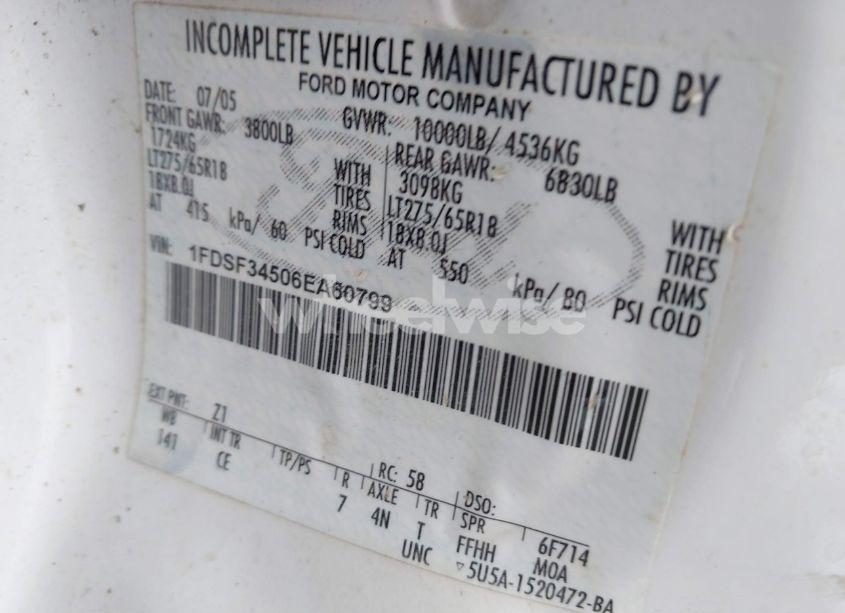 INCOMPLETE VEHICLE MANUFACTURED BY
FORD MOTOR COMPANY
DATE: 07/05 GVWR: 10000LB/ 4536KG
FRONT GAWR: 3800LB REAR GAWR: 6830LB
1724KG WITH 3098KG WITH
LT275/65R18 TIRES LT275/65R18 TIRES
18X8.0J RIMS 18X8.0J RIMS
AT 415 kPa/ 60 PSI COLD AT 550 kPa/ 80 PSI COLD
VIN: 1FDSF34506EA60799
wheelwise
EXT PNT: Z1 RC: 58 DSO:
WB INT TR TP/PS R AXLE TR SPR 6F714
141 CE 7 4N T FFHH MOA
UNC ▽5U5A-1520472-BA